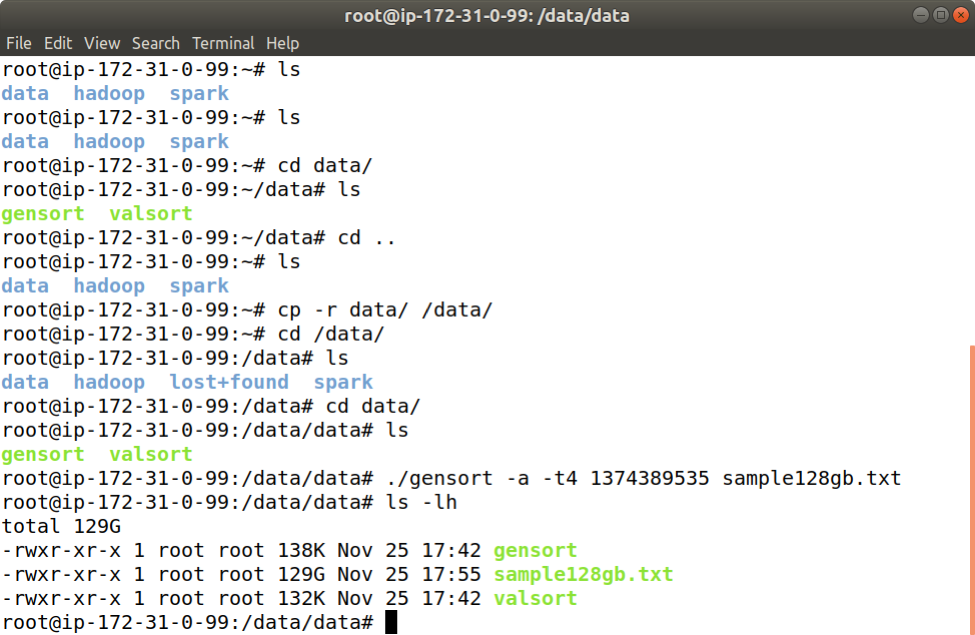 root@ip-172-31-0-99: /data/data
File Edit View Search Terminal Help
root@ip-172-31-0-99:~# ls
data  hadoop  spark
root@ip-172-31-0-99:~# ls
data  hadoop  spark
root@ip-172-31-0-99:~# cd data/
root@ip-172-31-0-99:~/data# ls
gensort  valsort
root@ip-172-31-0-99:~/data# cd ..
root@ip-172-31-0-99:~# ls
data  hadoop  spark
root@ip-172-31-0-99:~# cp -r data/ /data/
root@ip-172-31-0-99:~# cd /data/
root@ip-172-31-0-99:/data# ls
data  hadoop  lost+found  spark
root@ip-172-31-0-99:/data# cd data/
root@ip-172-31-0-99:/data/data# ls
gensort  valsort
root@ip-172-31-0-99:/data/data# ./gensort -a -t4 1374389535 sample128gb.txt
root@ip-172-31-0-99:/data/data# ls -lh
total 129G
-rwxr-xr-x 1 root root 138K Nov 25 17:42 gensort
-rwxr-xr-x 1 root root 129G Nov 25 17:55 sample128gb.txt
-rwxr-xr-x 1 root root 132K Nov 25 17:42 valsort
root@ip-172-31-0-99:/data/data#